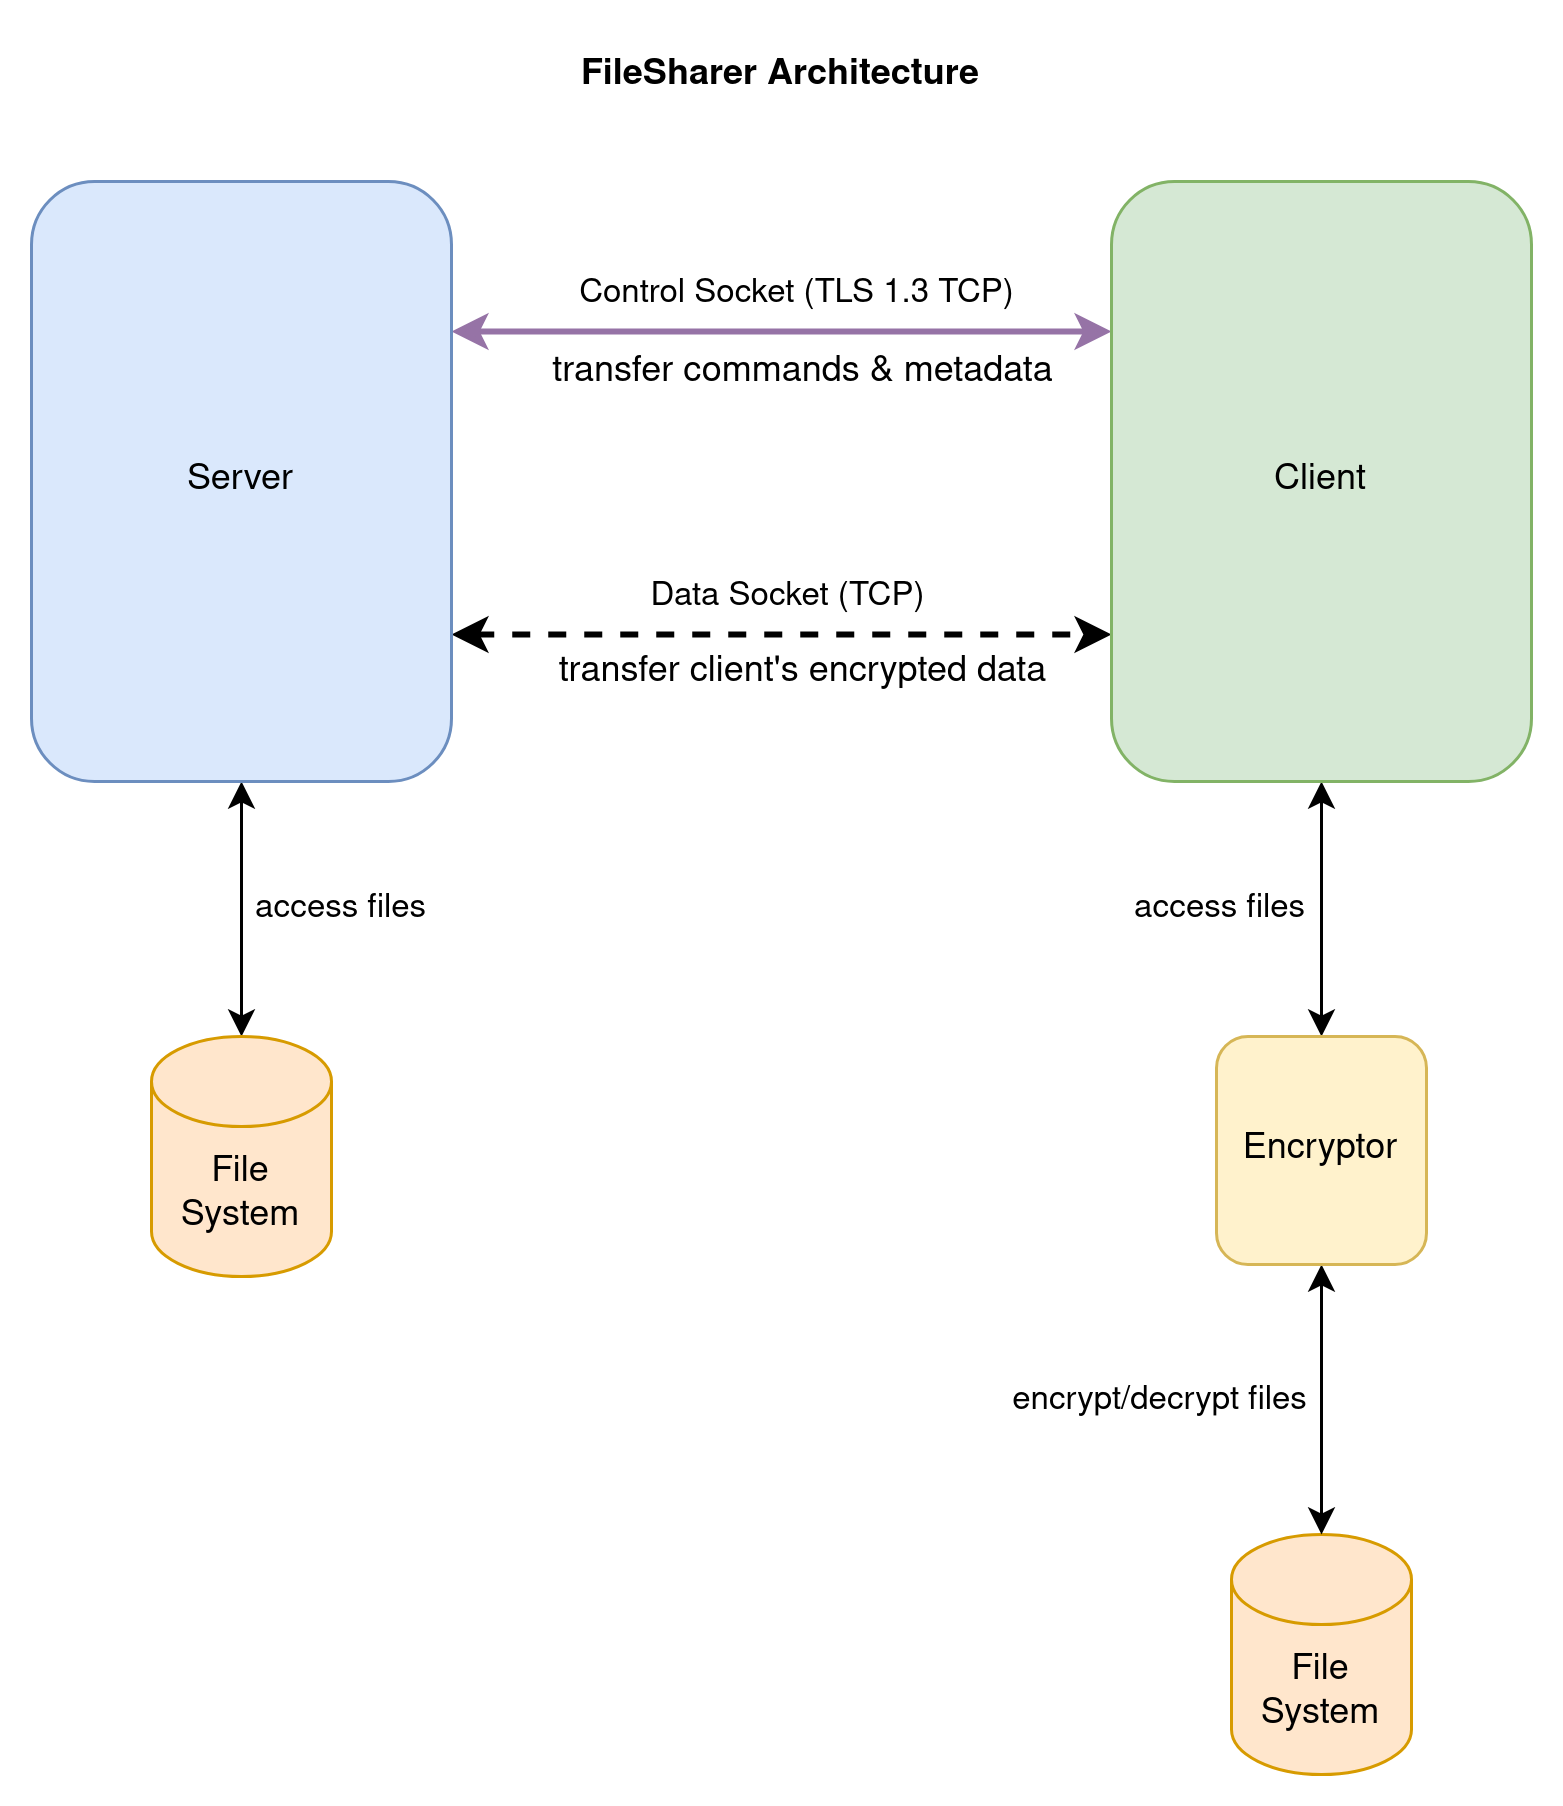 FileSharer Architecture
Control Socket (TLS 1.3 TCP)
transfer commands & metadata
Server
Client
Data Socket (TCP)
transfer client's encrypted data
access files
access files
File
System
Encryptor
encrypt/decrypt files
File
System